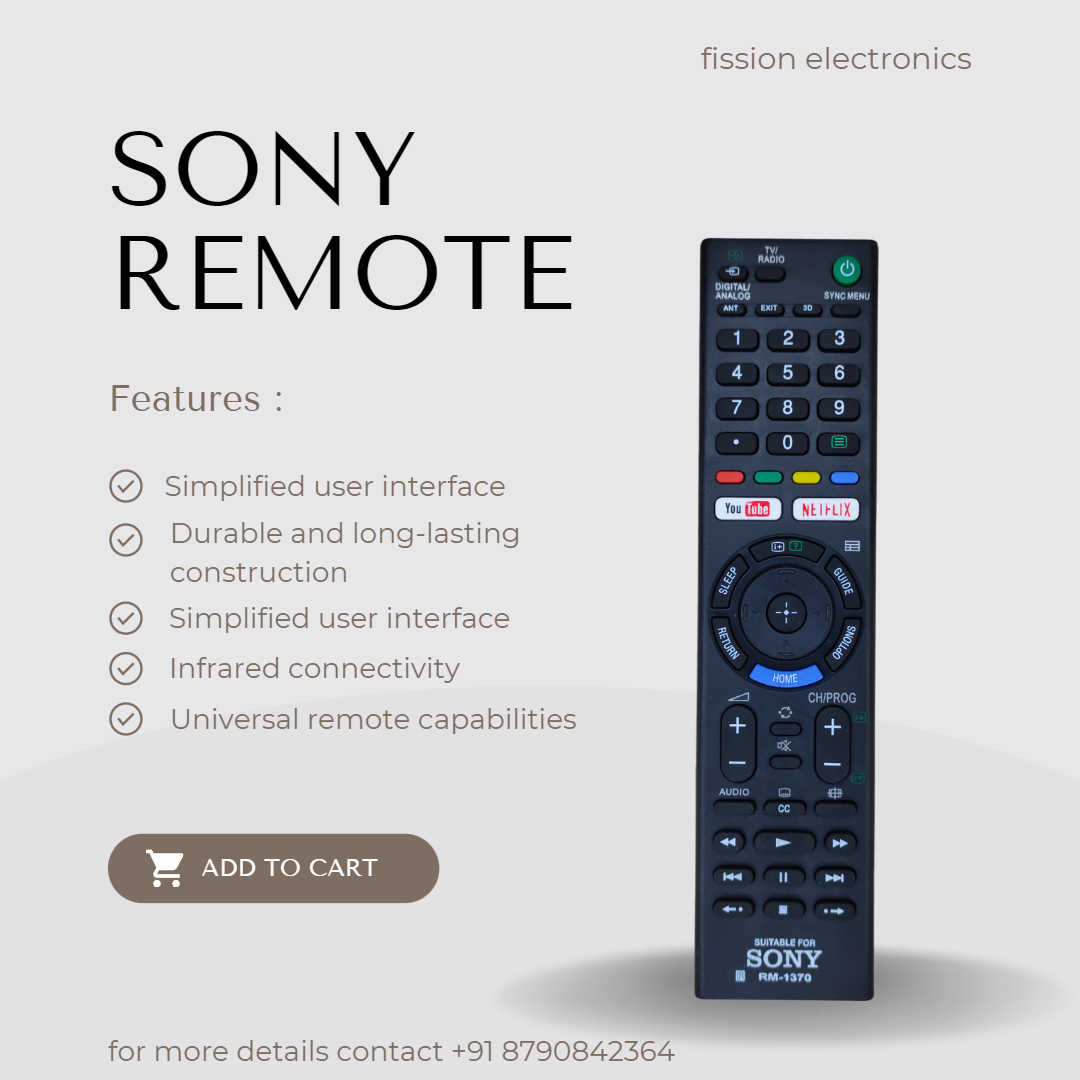 fission electronics
SONY
REMOTE
Features :
Simplified user interface
Durable and long-lasting
construction
Simplified user interface
Infrared connectivity
Universal remote capabilities
ADD TO CART
for more details contact +91 8790842364
TV/
RADIO
DIGITAL/
ANALOG
SYNC MENU
ANT EXIT 3D
1 2 3
4 5 6
7 8 9
• 0
You Tube NETFLIX
i+ ?
SLEEP GUIDE
RETURN OPTIONS
HOME
CH/PROG
+ +
− −
AUDIO
CC
SUITABLE FOR
SONY
RM-1370